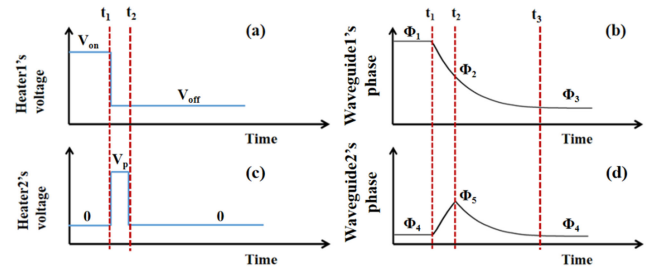 t1 t2
(a)
Von
Voff
Heater1's
voltage
Time
t1 t2 t3
(b)
Φ1
Φ2
Φ3
Waveguide1's
phase
Time
(c)
Vp
0 0
Heater2's
voltage
Time
(d)
Φ5
Φ4 Φ4
Waveguide2's
phase
Time